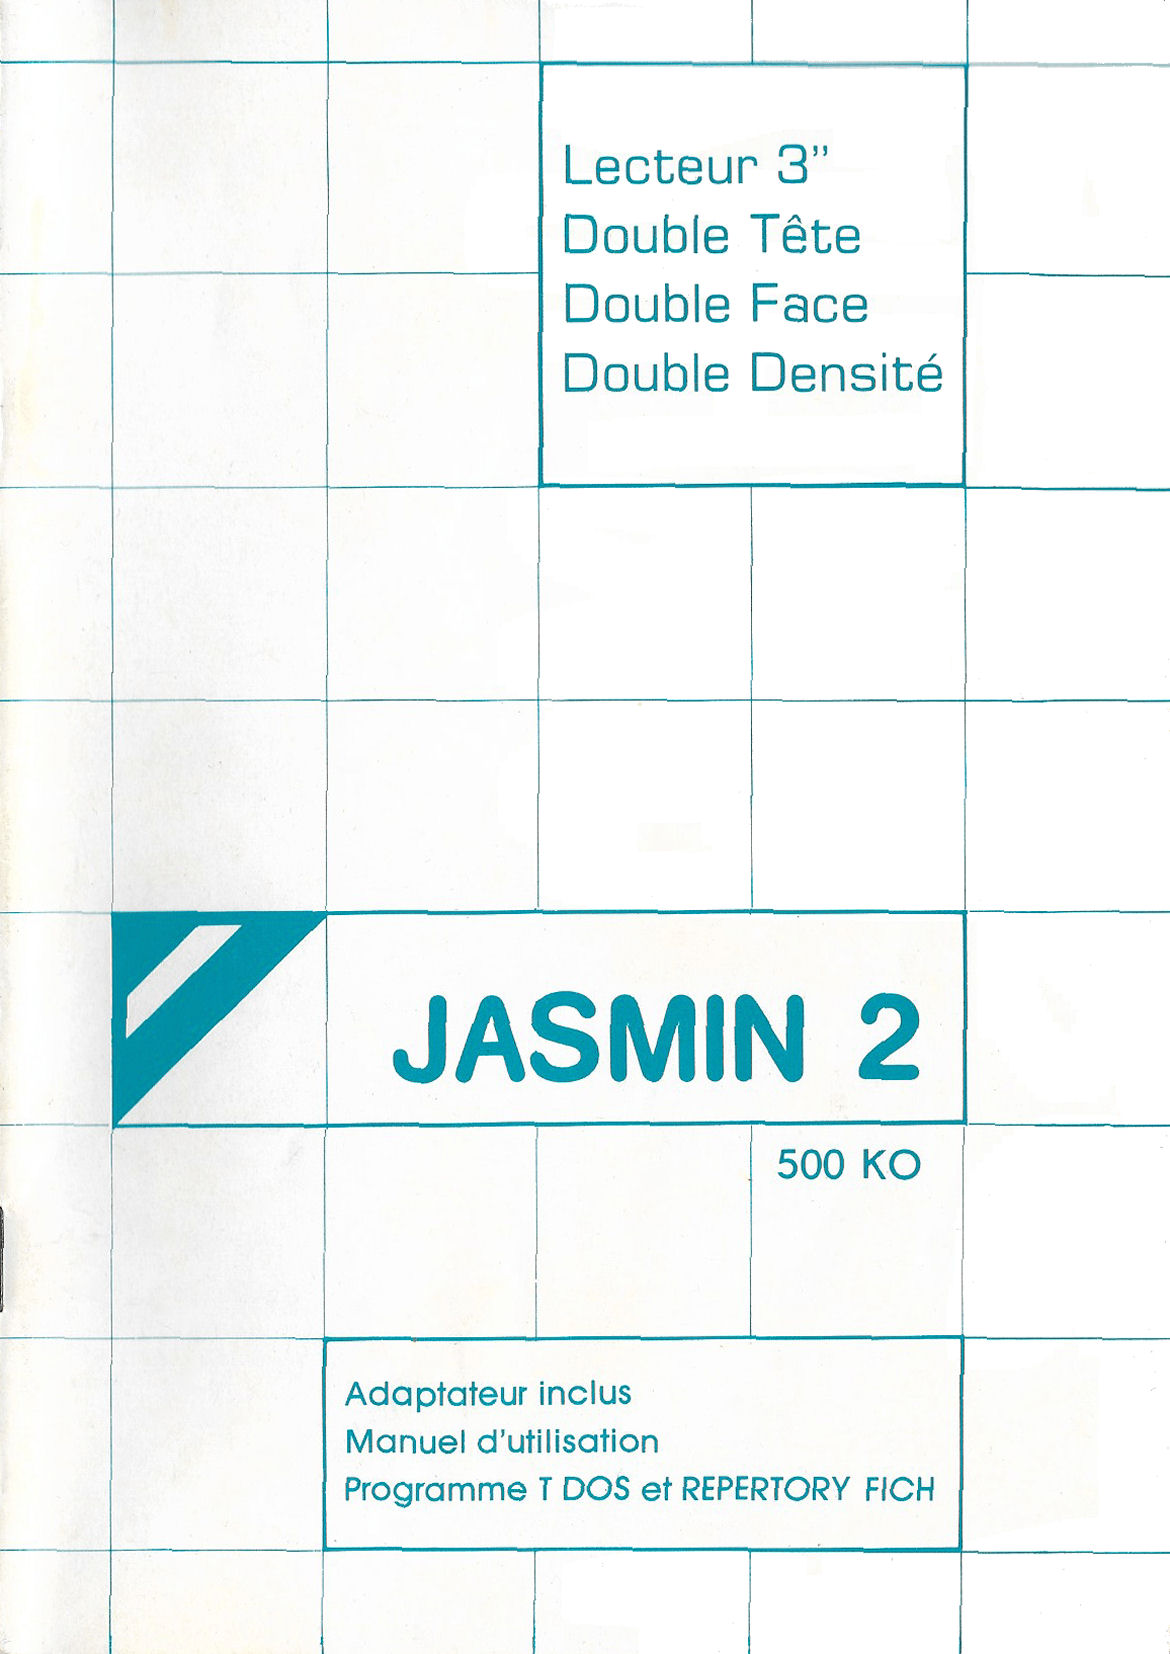 Lecteur 3”
Double Tête
Double Face
Double Densité
JASMIN 2
500 KO
Adaptateur inclus
Manuel d'utilisation
Programme T DOS et REPERTORY FICH